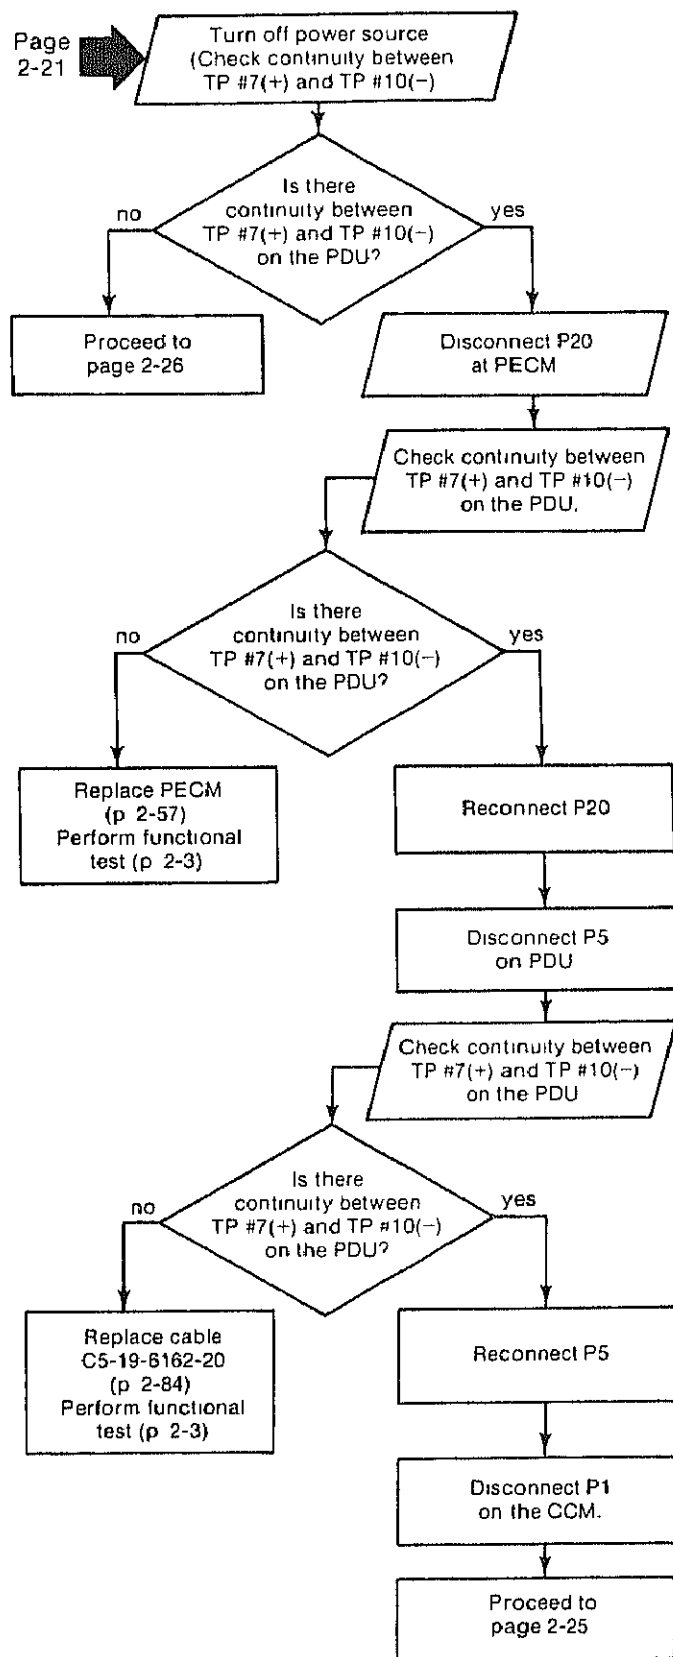 Page
2-21
Turn off power source
(Check continuity between
TP #7(+) and TP #10(−)
Is there
continuity between
TP #7(+) and TP #10(−)
on the PDU?
no
yes
Proceed to
page 2-26
Disconnect P20
at PECM
Check continuity between
TP #7(+) and TP #10(−)
on the PDU.
Is there
continuity between
TP #7(+) and TP #10(−)
on the PDU?
no
yes
Replace PECM
(p 2-57)
Perform functional
test (p 2-3)
Reconnect P20
Disconnect P5
on PDU
Check continuity between
TP #7(+) and TP #10(−)
on the PDU
Is there
continuity between
TP #7(+) and TP #10(−)
on the PDU?
no
yes
Replace cable
C5-19-6162-20
(p 2-84)
Perform functional
test (p 2-3)
Reconnect P5
Disconnect P1
on the CCM.
Proceed to
page 2-25